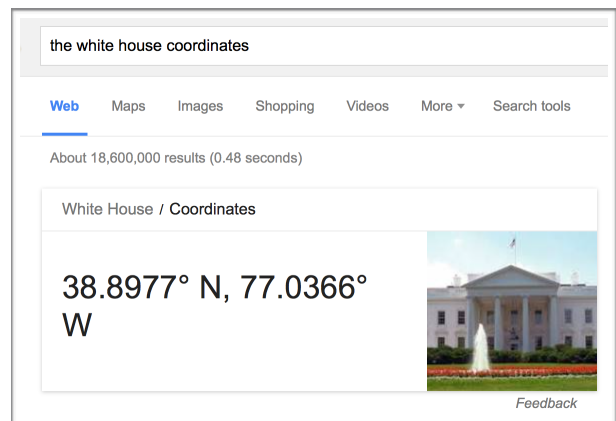 the white house coordinates
Web Maps Images Shopping Videos More Search tools
About 18,600,000 results (0.48 seconds)
White House / Coordinates
38.8977° N, 77.0366°
W
Feedback